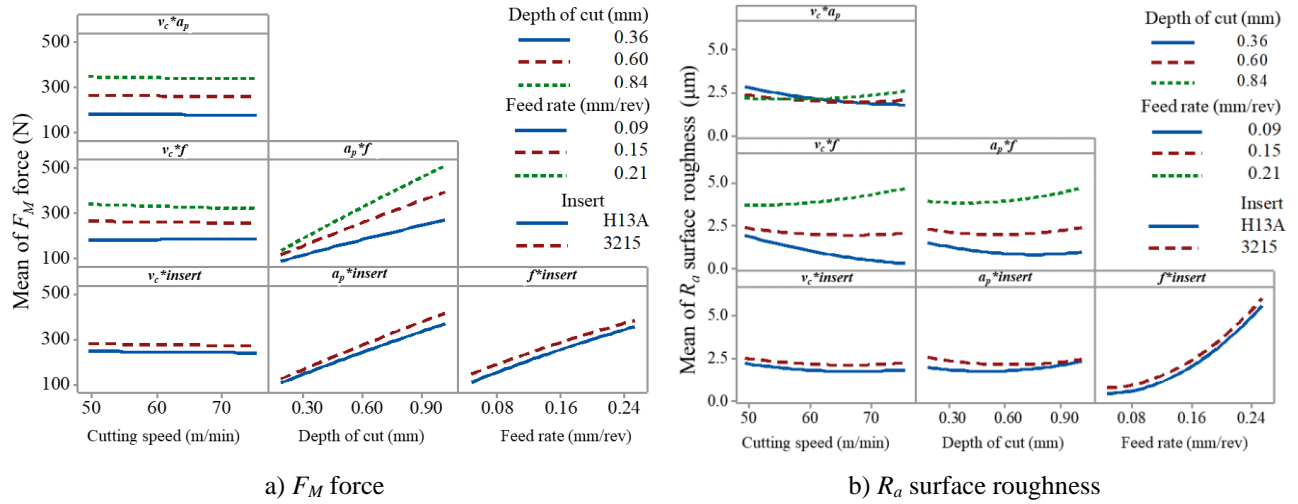 v_c*a_p
500
300
100
Depth of cut (mm)
0.36
0.60
0.84
Feed rate (mm/rev)
0.09
0.15
0.21
Insert
H13A
3215
Mean of F_M force (N)
v_c*f
a_p*f
500
300
100
v_c*insert
a_p*insert
f*insert
500
300
100
50 60 70
0.30 0.60 0.90
0.08 0.16 0.24
Cutting speed (m/min)
Depth of cut (mm)
Feed rate (mm/rev)
a) F_M force
v_c*a_p
5.0
2.5
0.0
Depth of cut (mm)
0.36
0.60
0.84
Feed rate (mm/rev)
0.09
0.15
0.21
Insert
H13A
3215
Mean of R_a surface roughness (μm)
v_c*f
a_p*f
5.0
2.5
0.0
v_c*insert
a_p*insert
f*insert
5.0
2.5
0.0
50 60 70
0.30 0.60 0.90
0.08 0.16 0.24
Cutting speed (m/min)
Depth of cut (mm)
Feed rate (mm/rev)
b) R_a surface roughness